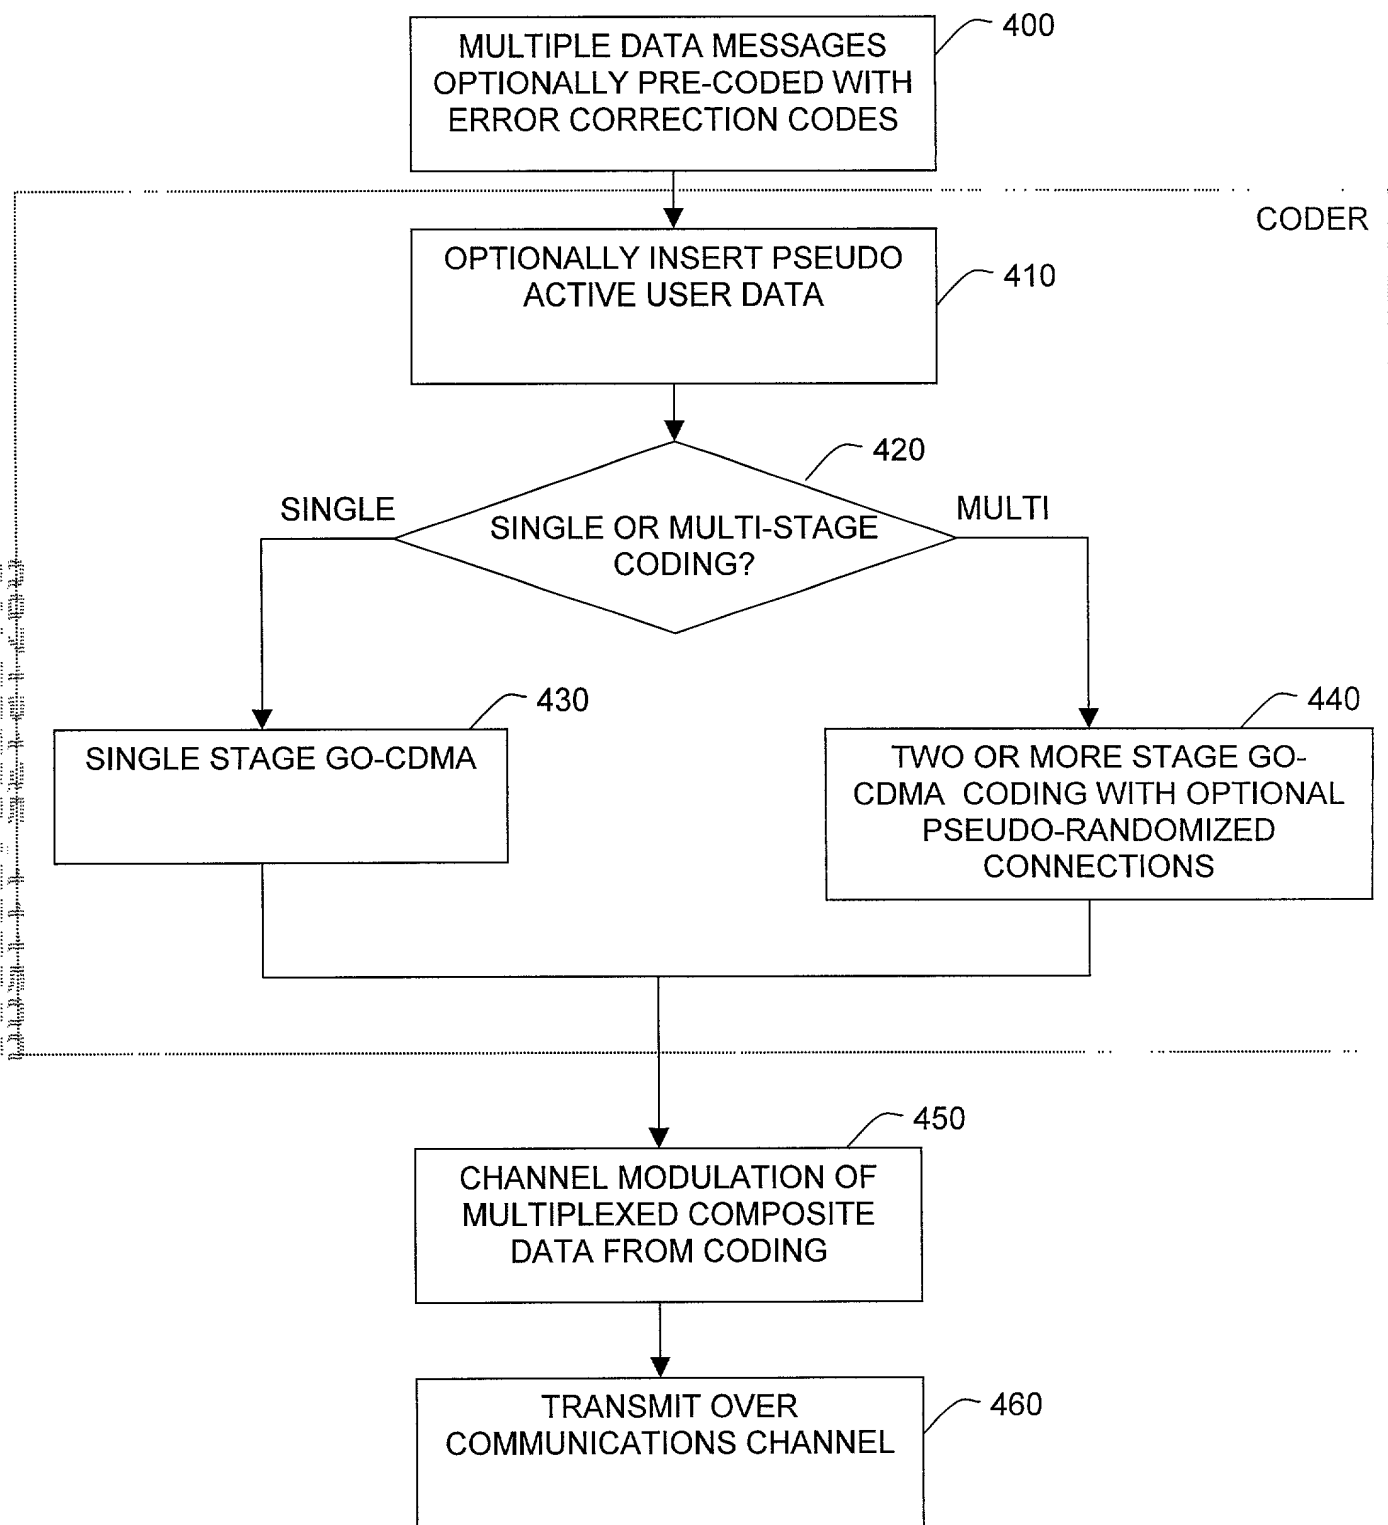 400
MULTIPLE DATA MESSAGES
OPTIONALLY PRE-CODED WITH
ERROR CORRECTION CODES
CODER
OPTIONALLY INSERT PSEUDO
ACTIVE USER DATA
410
420
SINGLE
MULTI
SINGLE OR MULTI-STAGE
CODING?
430
440
SINGLE STAGE GO-CDMA
TWO OR MORE STAGE GO-
CDMA CODING WITH OPTIONAL
PSEUDO-RANDOMIZED
CONNECTIONS
450
CHANNEL MODULATION OF
MULTIPLEXED COMPOSITE
DATA FROM CODING
460
TRANSMIT OVER
COMMUNICATIONS CHANNEL